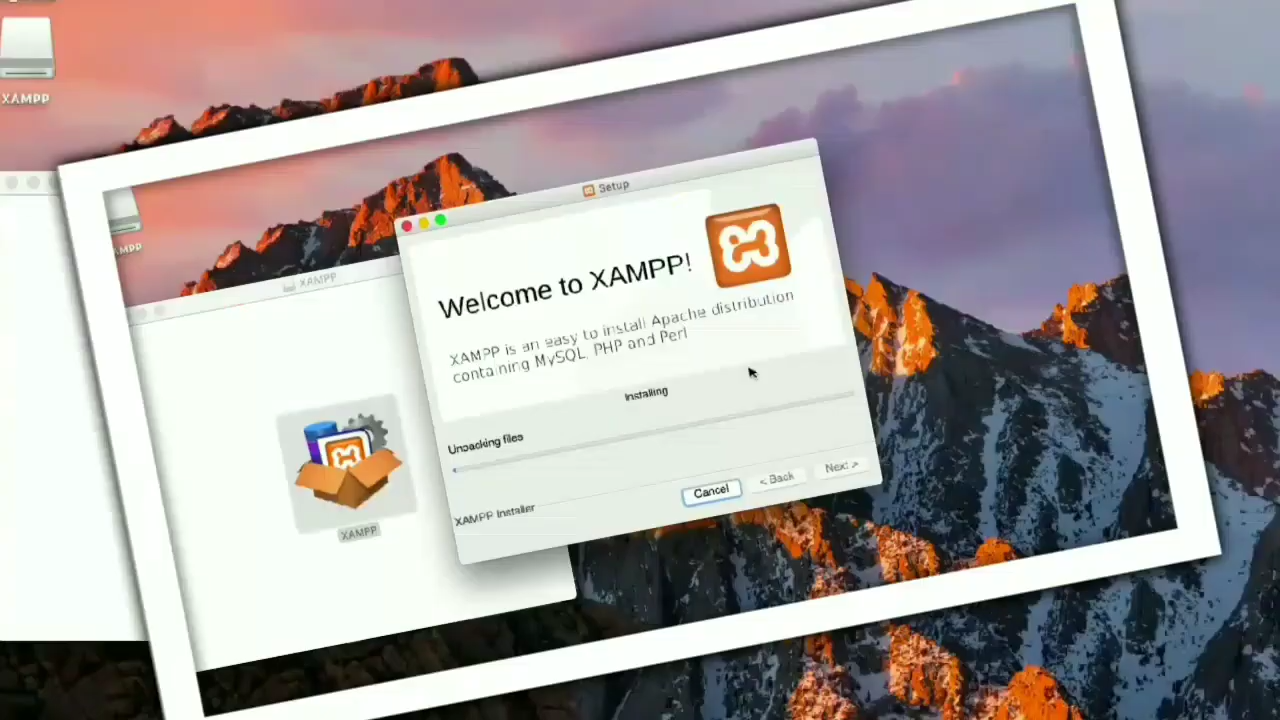 XAMPP
XAMPP
XAMPP
Setup
Welcome to XAMPP!
XAMPP is an easy to install Apache distribution
containing MySQL, PHP and Perl
Installing
Unpacking files
XAMPP Installer
Cancel
< Back
Next >
XAMPP